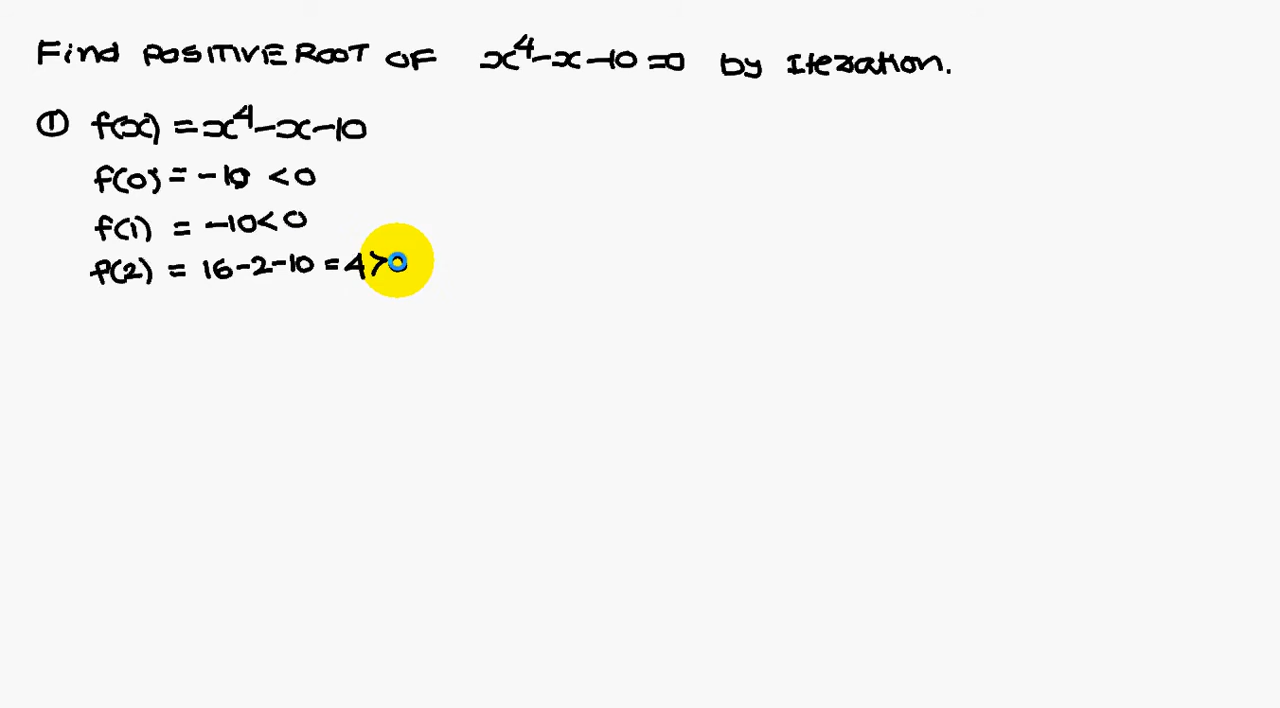 Find POSITIVE ROOT OF x⁴-x-10=0 by Iteration.
① f(x) = x⁴-x-10
f(0) = -10 <0
f(1) = -10<0
f(2) = 16-2-10 = 4>0